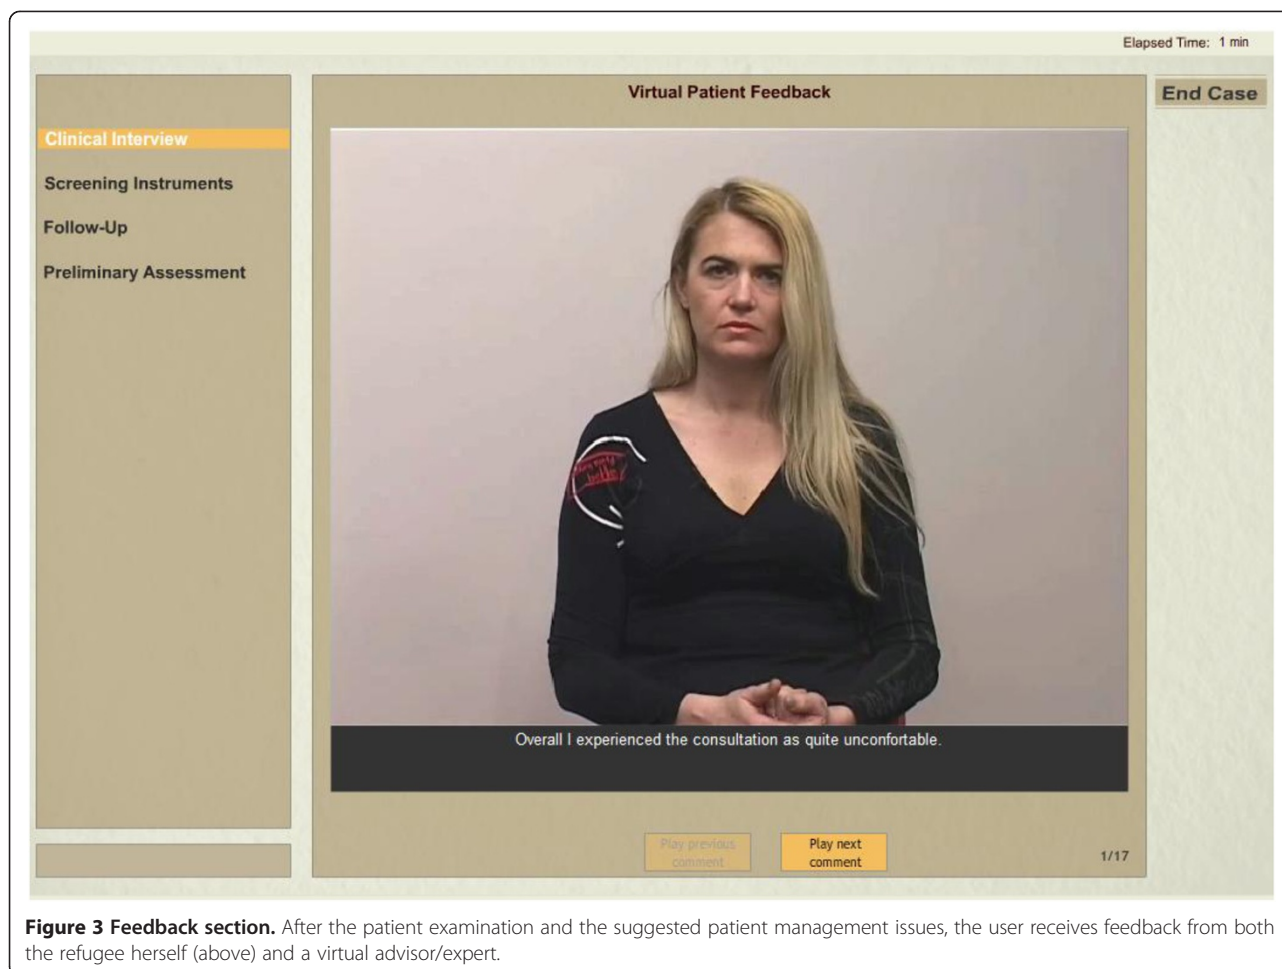 Elapsed Time: 1 min
Virtual Patient Feedback
End Case
Clinical Interview
Screening Instruments
Follow-Up
Preliminary Assessment
Overall I experienced the consultation as quite unconfortable.
Play previous
comment
Play next
comment
1/17
Figure 3 Feedback section. After the patient examination and the suggested patient management issues, the user receives feedback from both
the refugee herself (above) and a virtual advisor/expert.